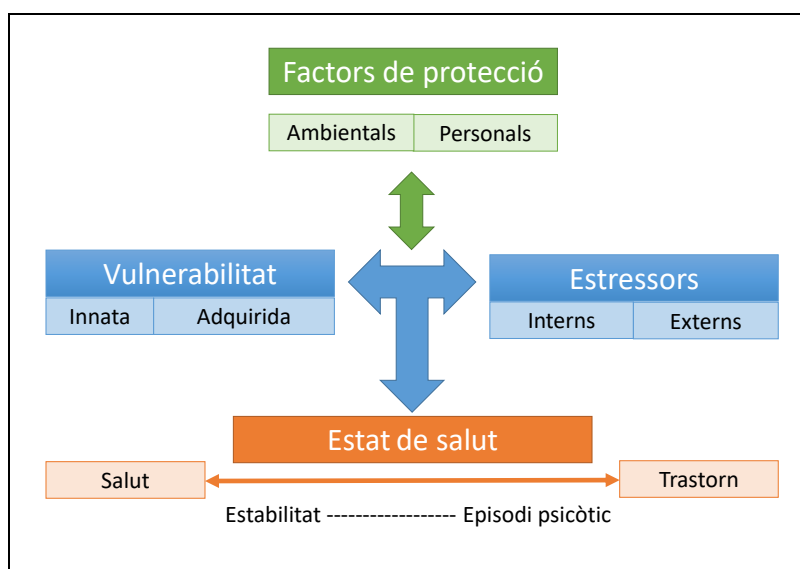 Factors de protecció
Ambientals Personals
Vulnerabilitat Estressors
Innata Adquirida Interns Externs
Estat de salut
Salut Trastorn
Estabilitat ------------------- Episodi psicòtic